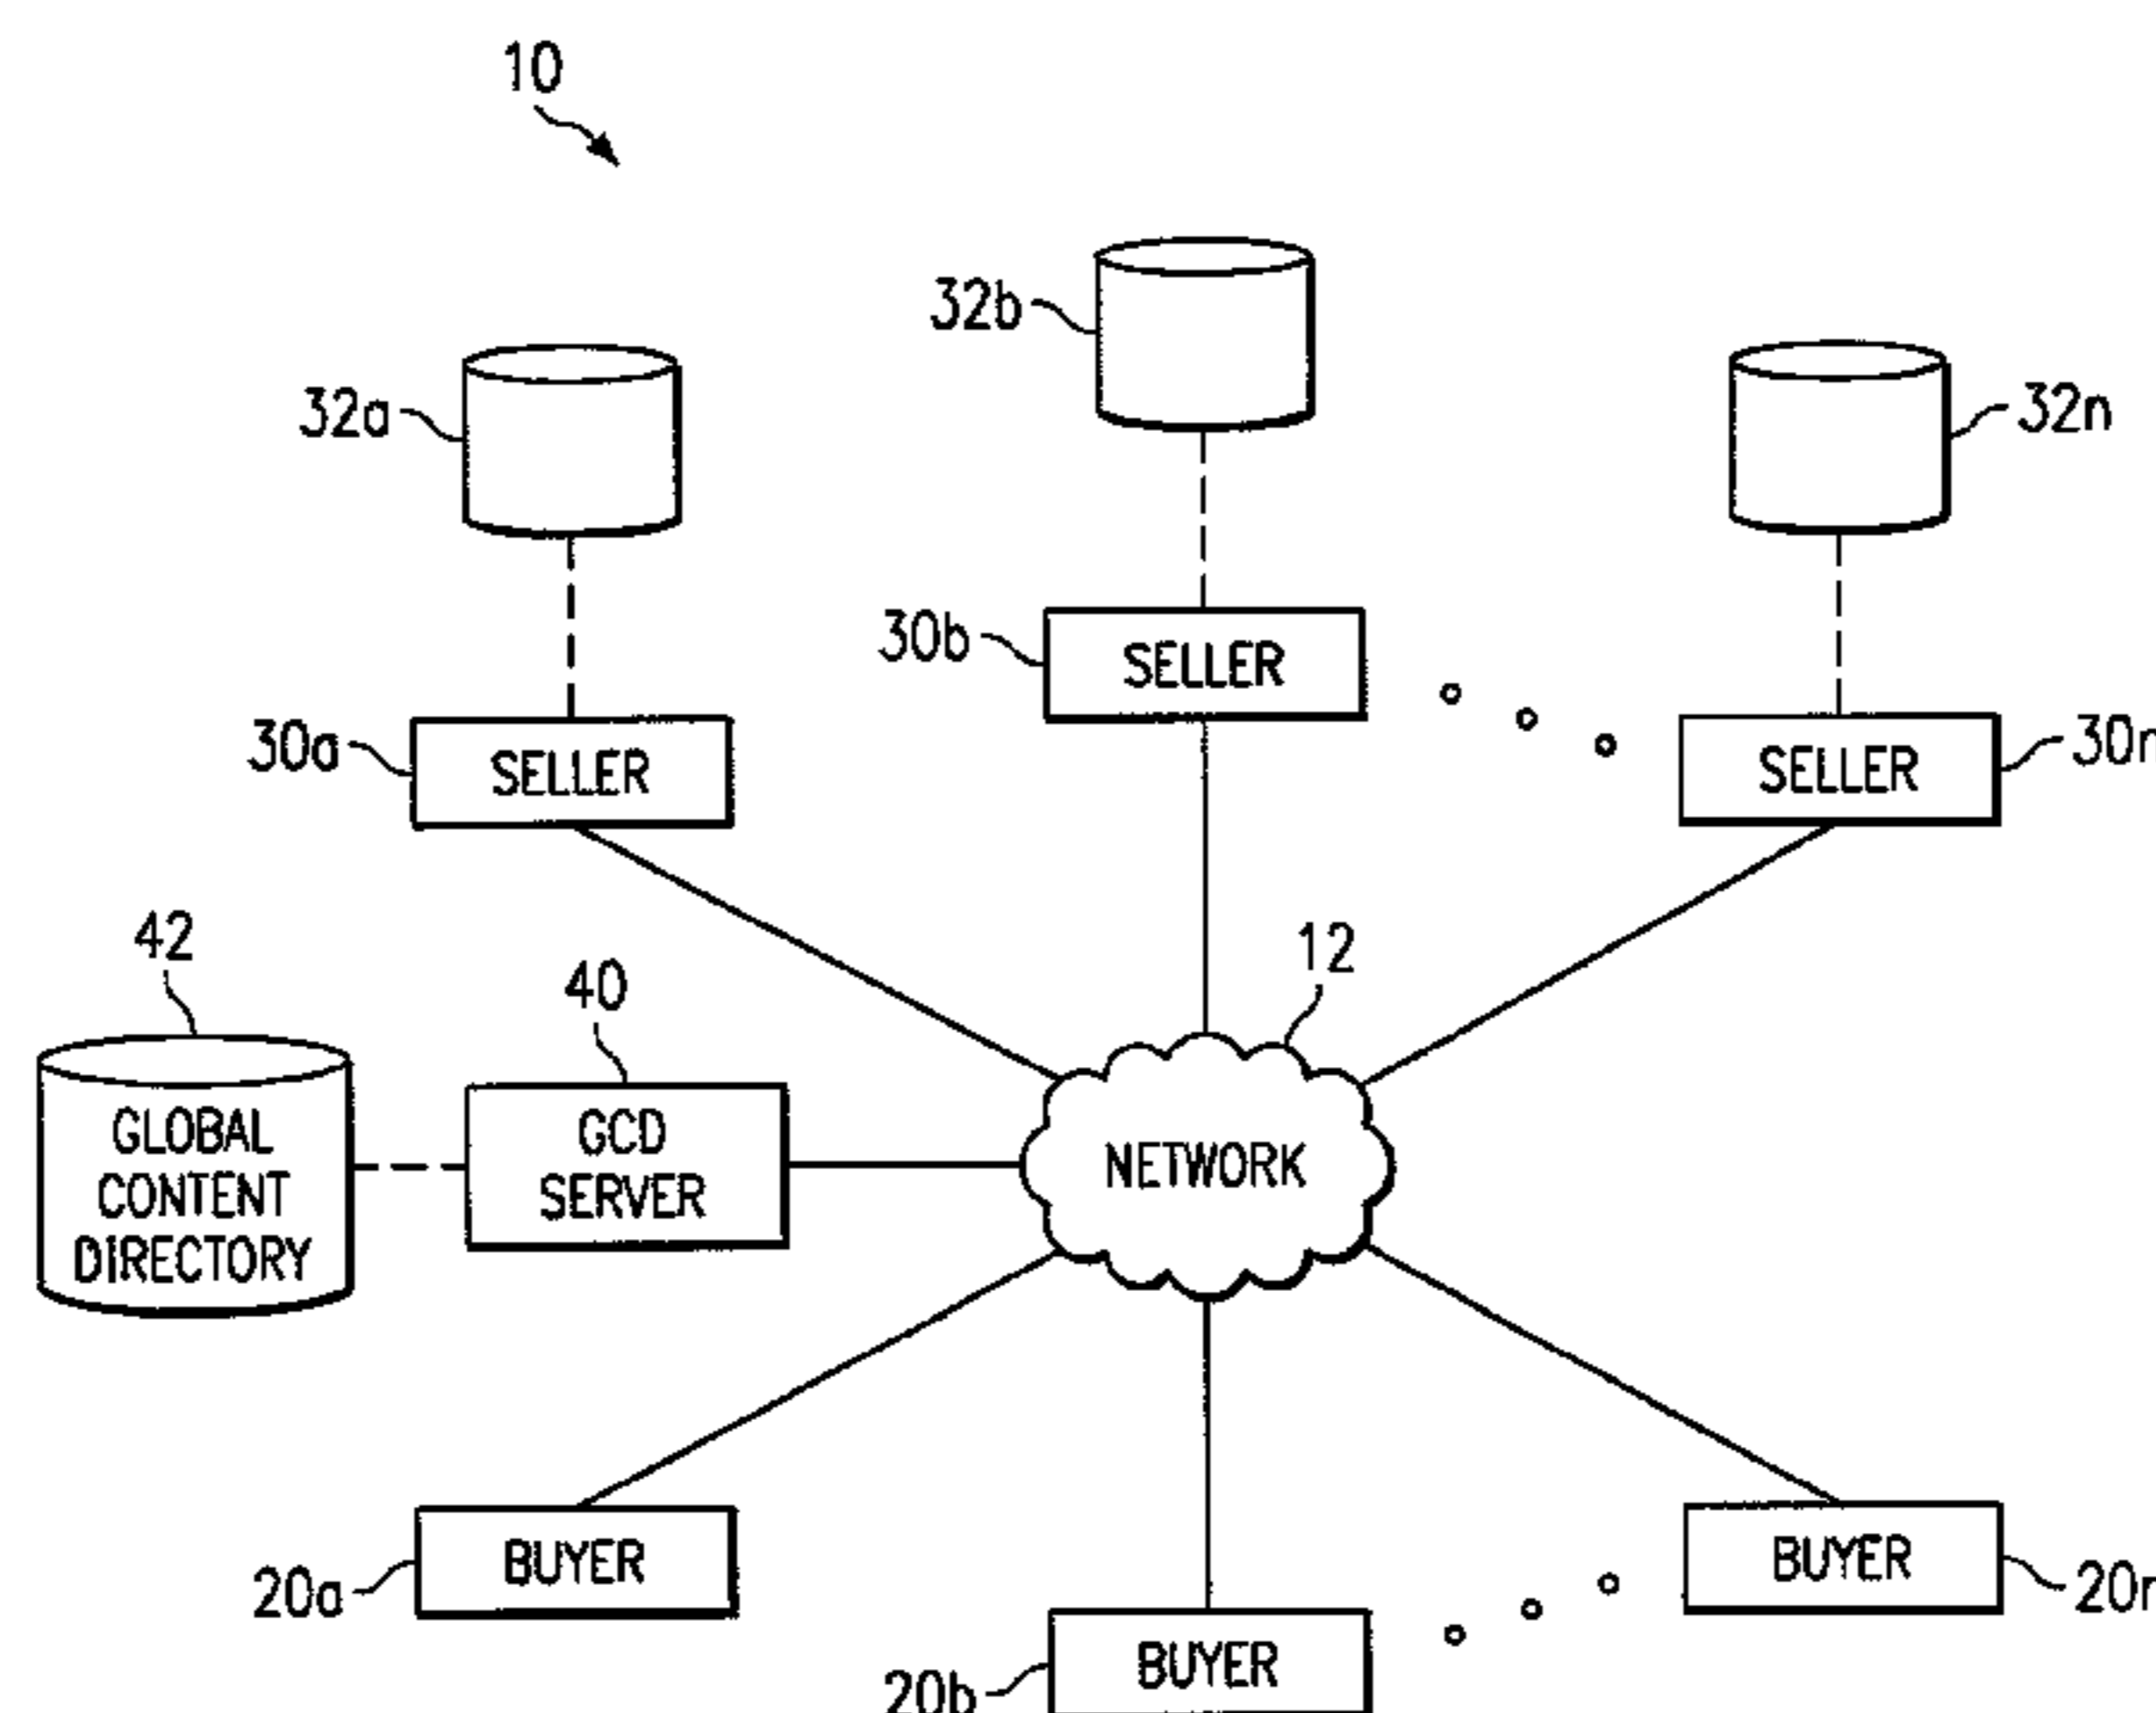 10
32b
32a
32n
30b
SELLER
30a
SELLER
SELLER
30n
42
40
12
GLOBAL
CONTENT
DIRECTORY
GCD
SERVER
NETWORK
BUYER
20a
BUYER
20n
BUYER
20b